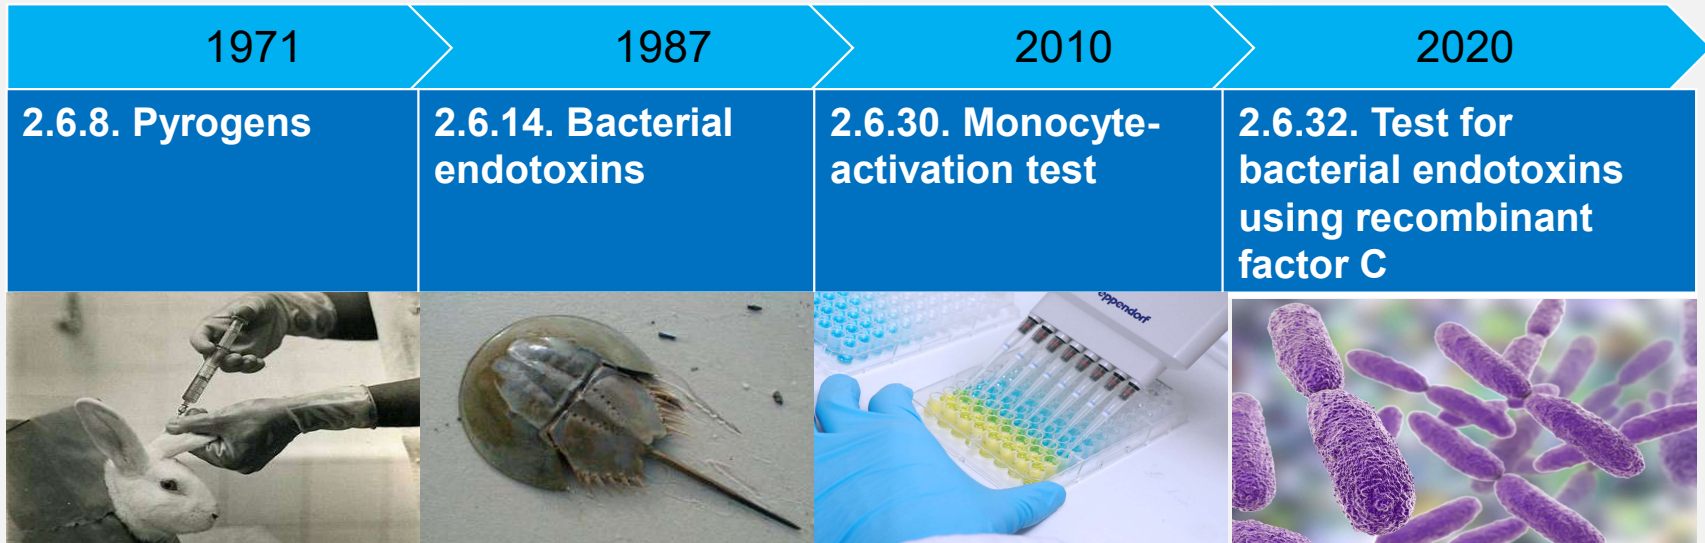 1971
1987
2010
2020
2.6.8. Pyrogens
2.6.14. Bacterial
endotoxins
2.6.30. Monocyte-
activation test
2.6.32. Test for
bacterial endotoxins
using recombinant
factor C
eppendorf